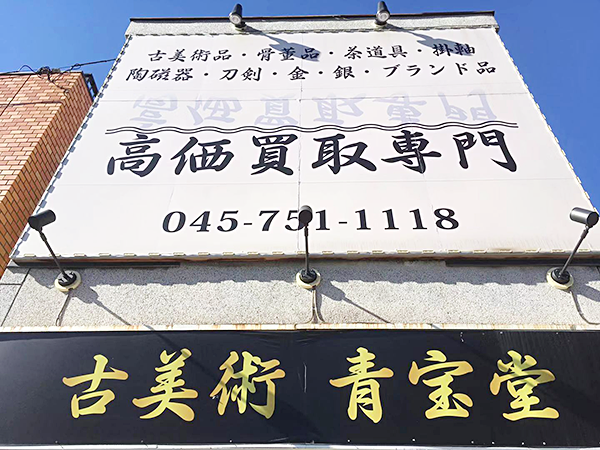 古美術品・骨董品・茶道具・掛軸
陶磁器・刀剣・金・銀・ブランド品
高価買取専門
045-751-1118
古美術 青宝堂